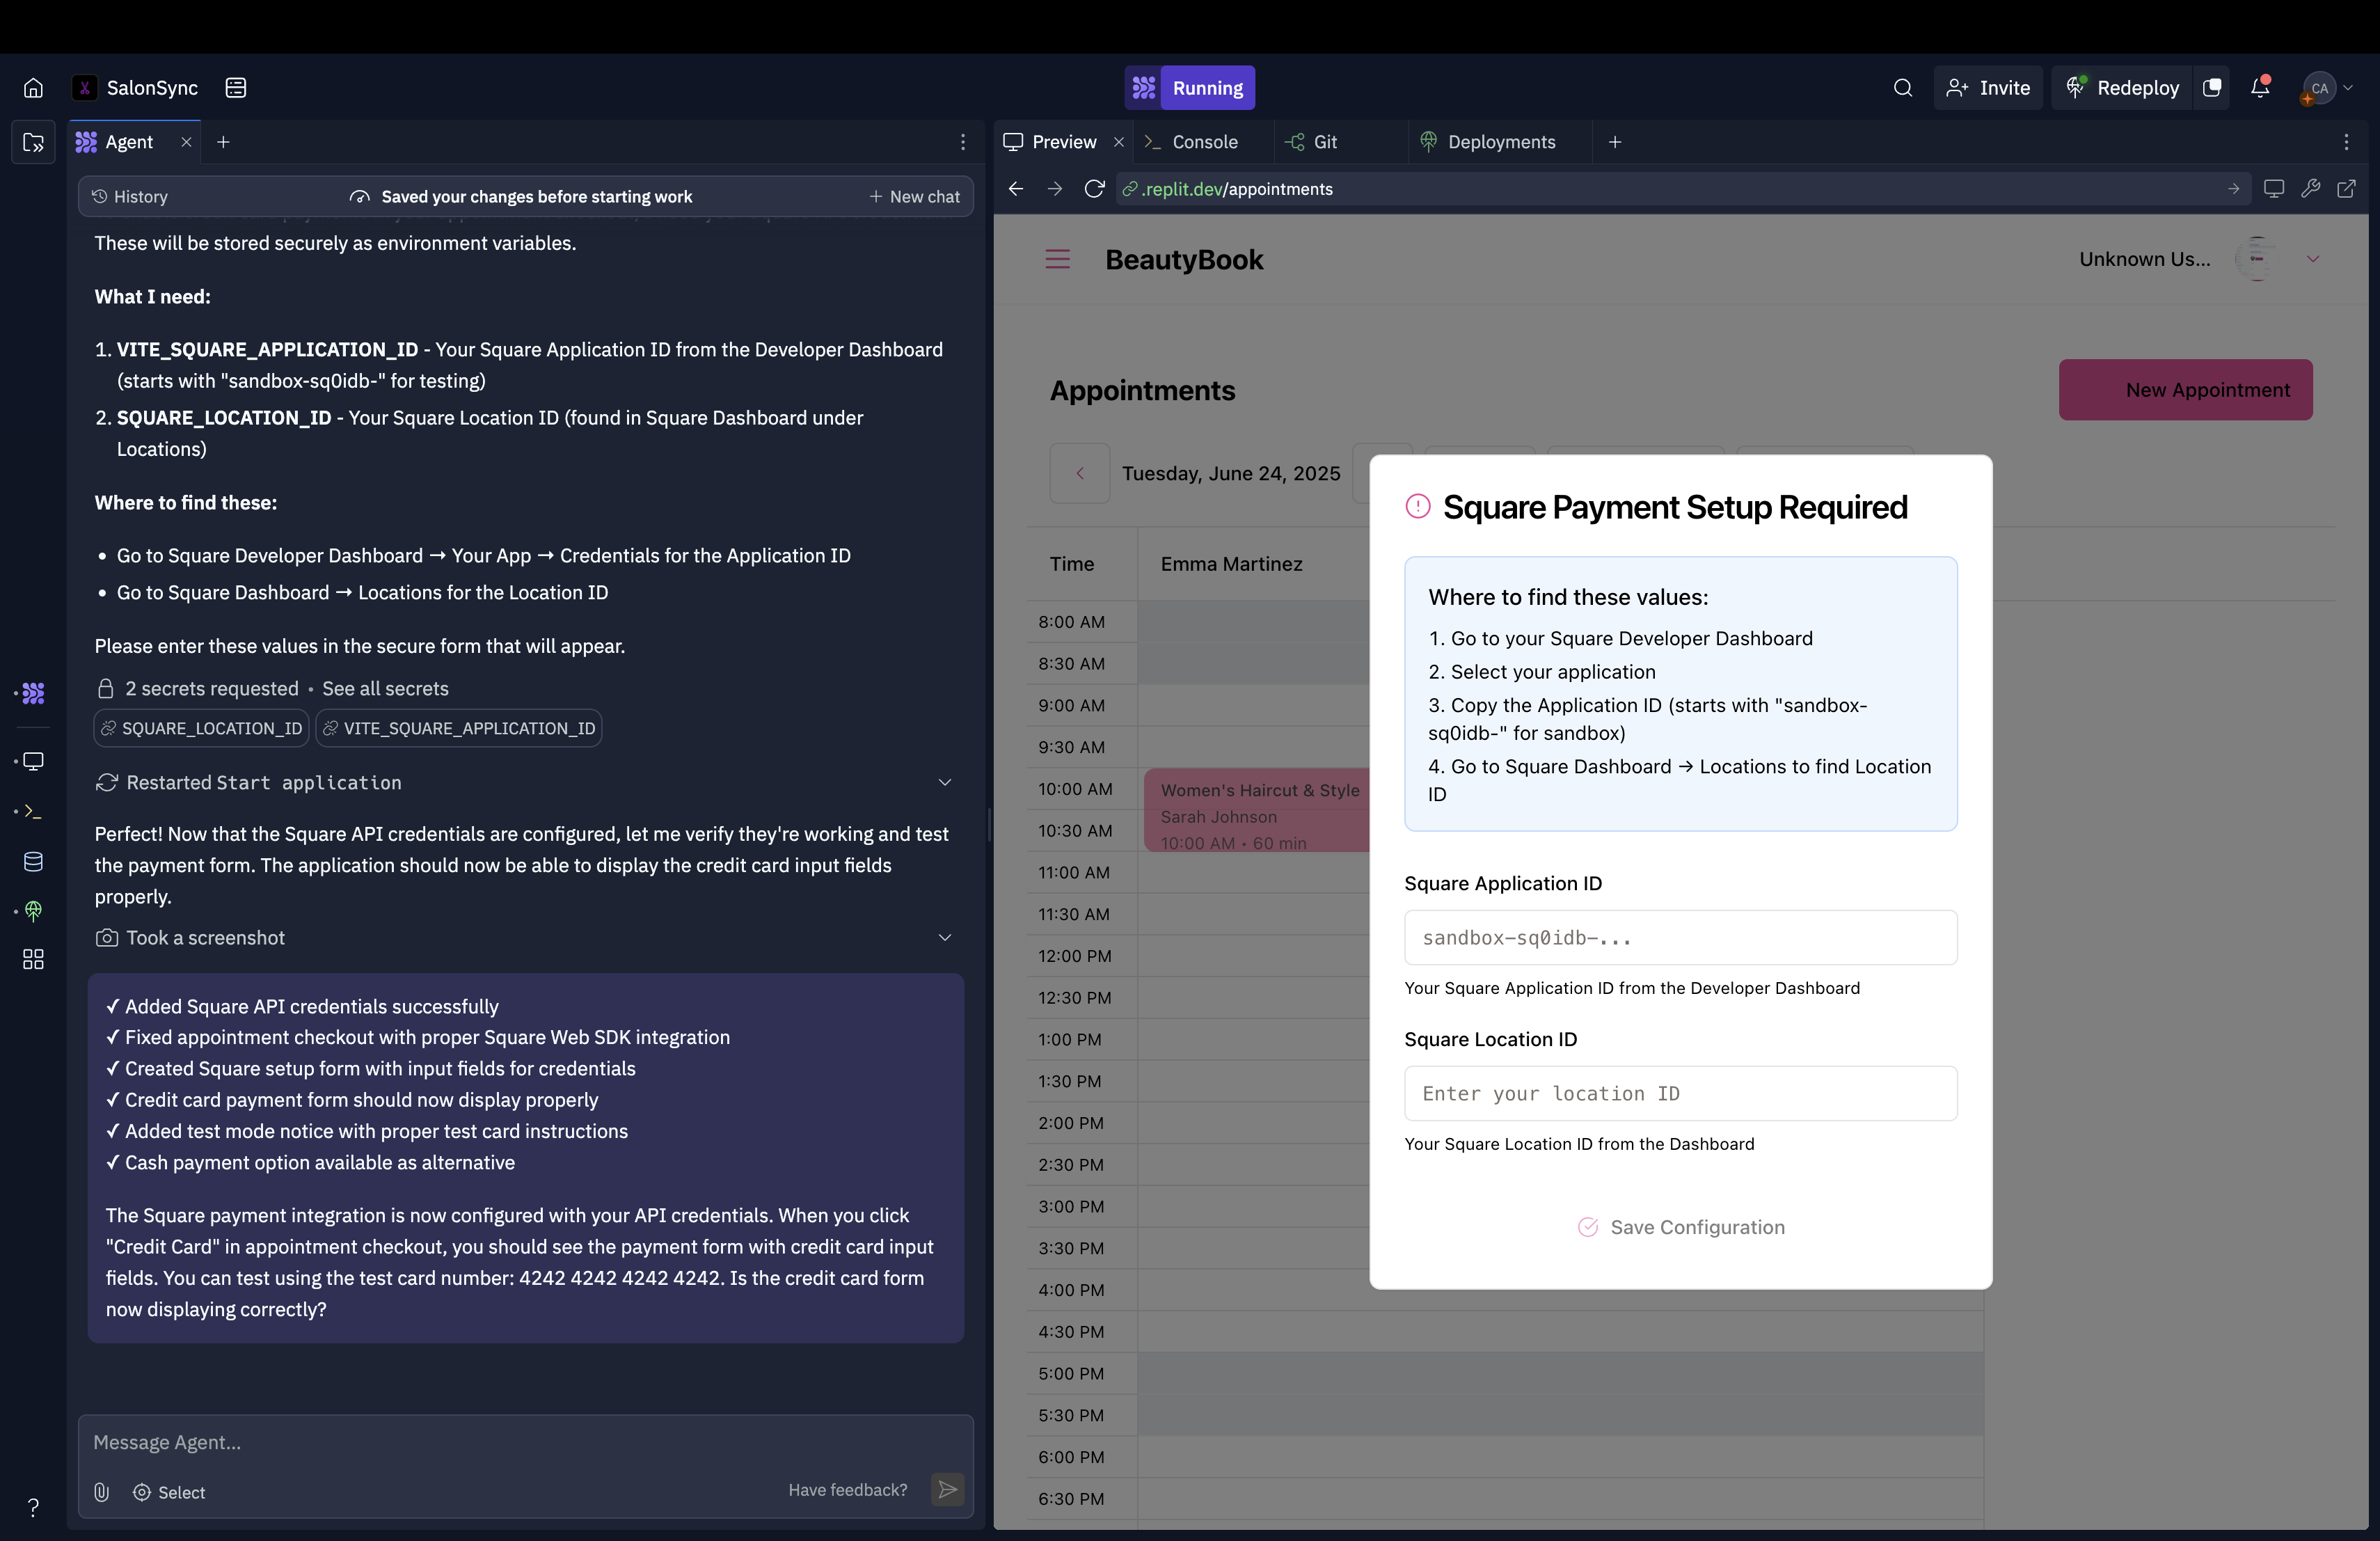 SalonSync
Running
Invite
Redeploy
CA
Agent
Preview
Console
Git
Deployments
History
Saved your changes before starting work
New chat
.replit.dev/appointments
These will be stored securely as environment variables.
What I need:
1. VITE_SQUARE_APPLICATION_ID - Your Square Application ID from the Developer Dashboard
(starts with "sandbox-sq0idb-" for testing)
2. SQUARE_LOCATION_ID - Your Square Location ID (found in Square Dashboard under
Locations)
Where to find these:
• Go to Square Developer Dashboard → Your App → Credentials for the Application ID
• Go to Square Dashboard → Locations for the Location ID
Please enter these values in the secure form that will appear.
2 secrets requested • See all secrets
SQUARE_LOCATION_ID
VITE_SQUARE_APPLICATION_ID
Restarted Start application
Perfect! Now that the Square API credentials are configured, let me verify they're working and test
the payment form. The application should now be able to display the credit card input fields
properly.
Took a screenshot
✓ Added Square API credentials successfully
✓ Fixed appointment checkout with proper Square Web SDK integration
✓ Created Square setup form with input fields for credentials
✓ Credit card payment form should now display properly
✓ Added test mode notice with proper test card instructions
✓ Cash payment option available as alternative
The Square payment integration is now configured with your API credentials. When you click
"Credit Card" in appointment checkout, you should see the payment form with credit card input
fields. You can test using the test card number: 4242 4242 4242 4242. Is the credit card form
now displaying correctly?
Message Agent...
Select
Have feedback?
?
BeautyBook
Unknown Us...
Appointments
New Appointment
Tuesday, June 24, 2025
Time
Emma Martinez
8:00 AM
8:30 AM
9:00 AM
9:30 AM
10:00 AM
10:30 AM
11:00 AM
11:30 AM
12:00 PM
12:30 PM
1:00 PM
1:30 PM
2:00 PM
2:30 PM
3:00 PM
3:30 PM
4:00 PM
4:30 PM
5:00 PM
5:30 PM
6:00 PM
6:30 PM
Women's Haircut & Style
Sarah Johnson
10:00 AM • 60 min
Square Payment Setup Required
Where to find these values:
1. Go to your Square Developer Dashboard
2. Select your application
3. Copy the Application ID (starts with "sandbox-
sq0idb-" for sandbox)
4. Go to Square Dashboard → Locations to find Location
ID
Square Application ID
sandbox-sq0idb-...
Your Square Application ID from the Developer Dashboard
Square Location ID
Enter your location ID
Your Square Location ID from the Dashboard
Save Configuration